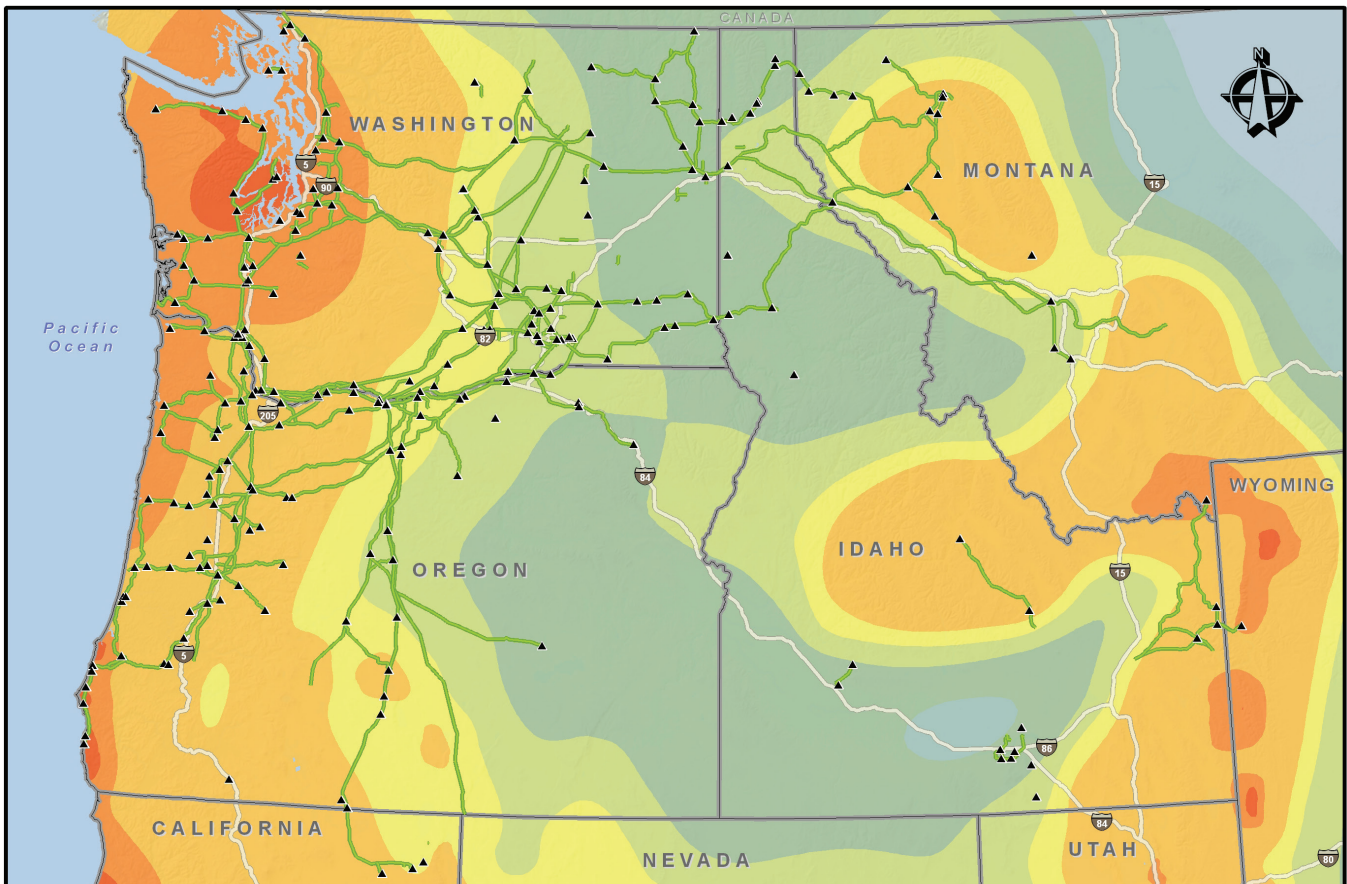 CANADA
N
WASHINGTON
5
90
MONTANA
15
Pacific
Ocean
82
205
84
WYOMING
IDAHO
OREGON
15
5
86
CALIFORNIA
84
UTAH
NEVADA
80